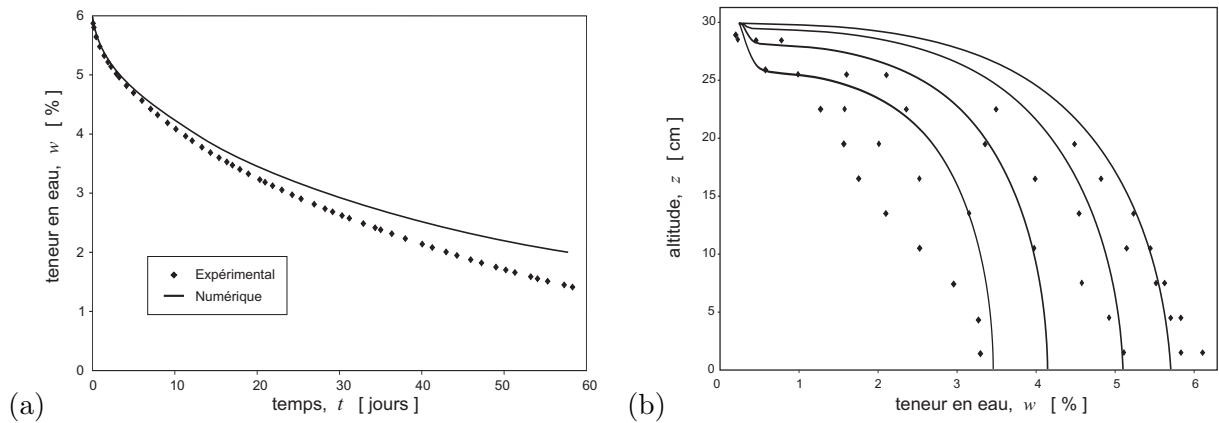 6
5
4
3
2
1
0
teneur en eau, w [ % ]
Expérimental
Numérique
0 10 20 30 40 50 60
temps, t [ jours ]
(a)
30
25
20
15
10
5
0
altitude, z [ cm ]
0 1 2 3 4 5 6
teneur en eau, w [ % ]
(b)